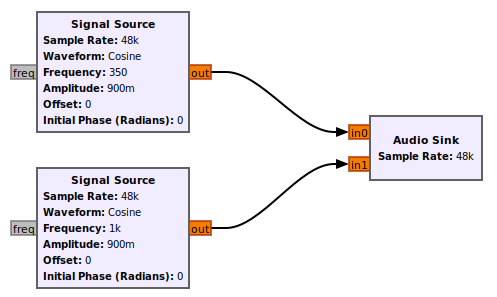 Signal Source
Sample Rate: 48k
Waveform: Cosine
freq
Frequency: 350
out
Amplitude: 900m
Offset: 0
Initial Phase (Radians): 0
in0
Audio Sink
in1
Sample Rate: 48k
Signal Source
Sample Rate: 48k
Waveform: Cosine
freq
Frequency: 1k
out
Amplitude: 900m
Offset: 0
Initial Phase (Radians): 0